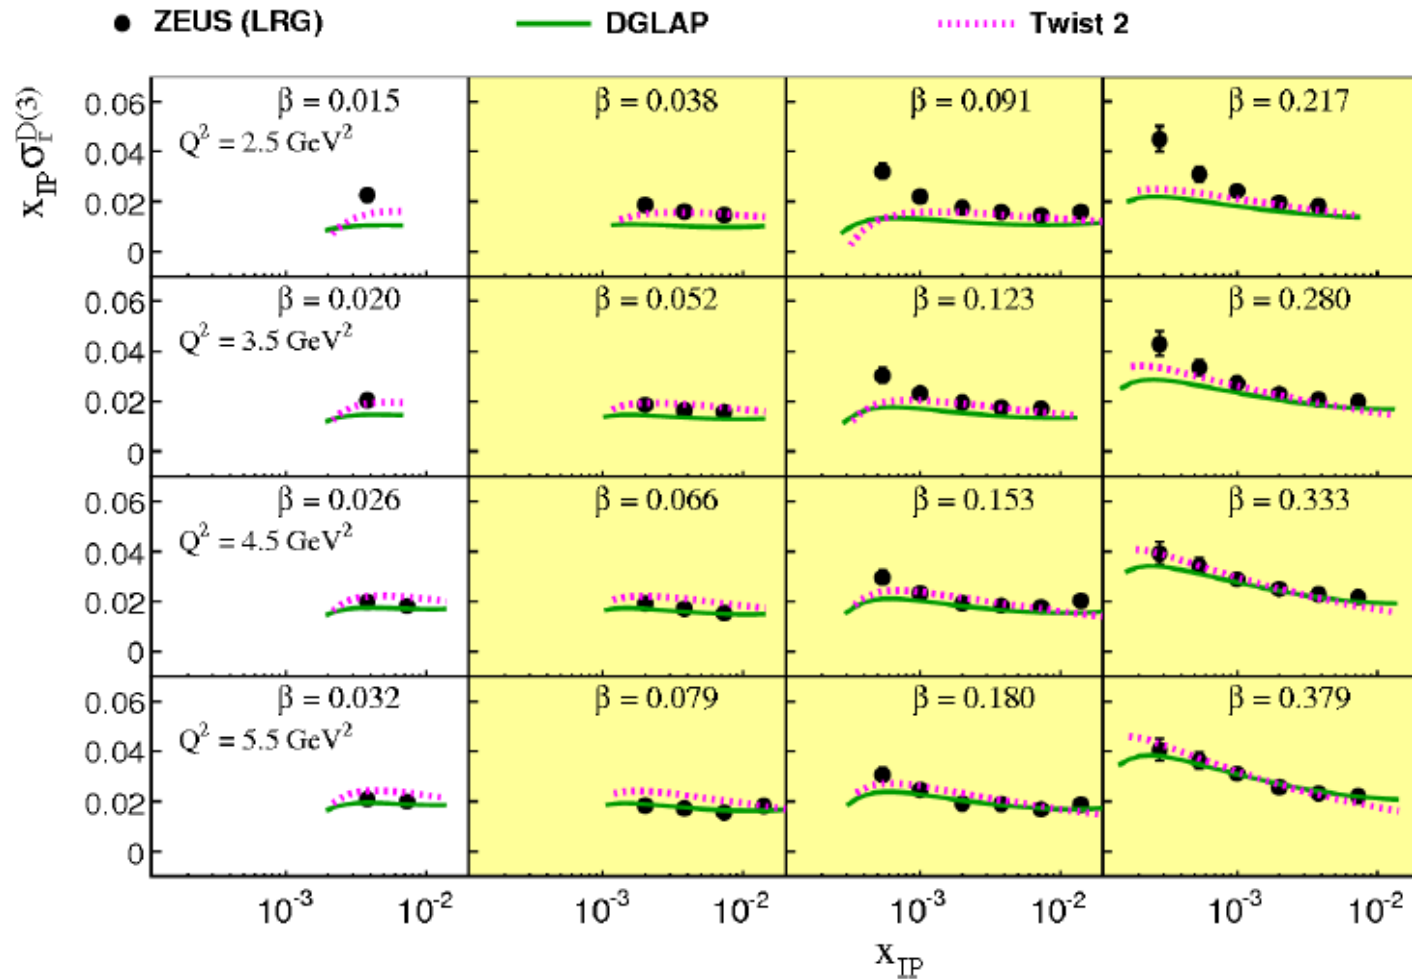 ZEUS (LRG) DGLAP Twist 2
x_IP σ_r^D(3)
0.06 β = 0.015 β = 0.038 β = 0.091 β = 0.217
Q² = 2.5 GeV²
0.04
0.02
0
0.06 β = 0.020 β = 0.052 β = 0.123 β = 0.280
Q² = 3.5 GeV²
0.04
0.02
0
0.06 β = 0.026 β = 0.066 β = 0.153 β = 0.333
Q² = 4.5 GeV²
0.04
0.02
0
0.06 β = 0.032 β = 0.079 β = 0.180 β = 0.379
Q² = 5.5 GeV²
0.04
0.02
0
10⁻³ 10⁻² 10⁻³ 10⁻² 10⁻³ 10⁻²
x_IP